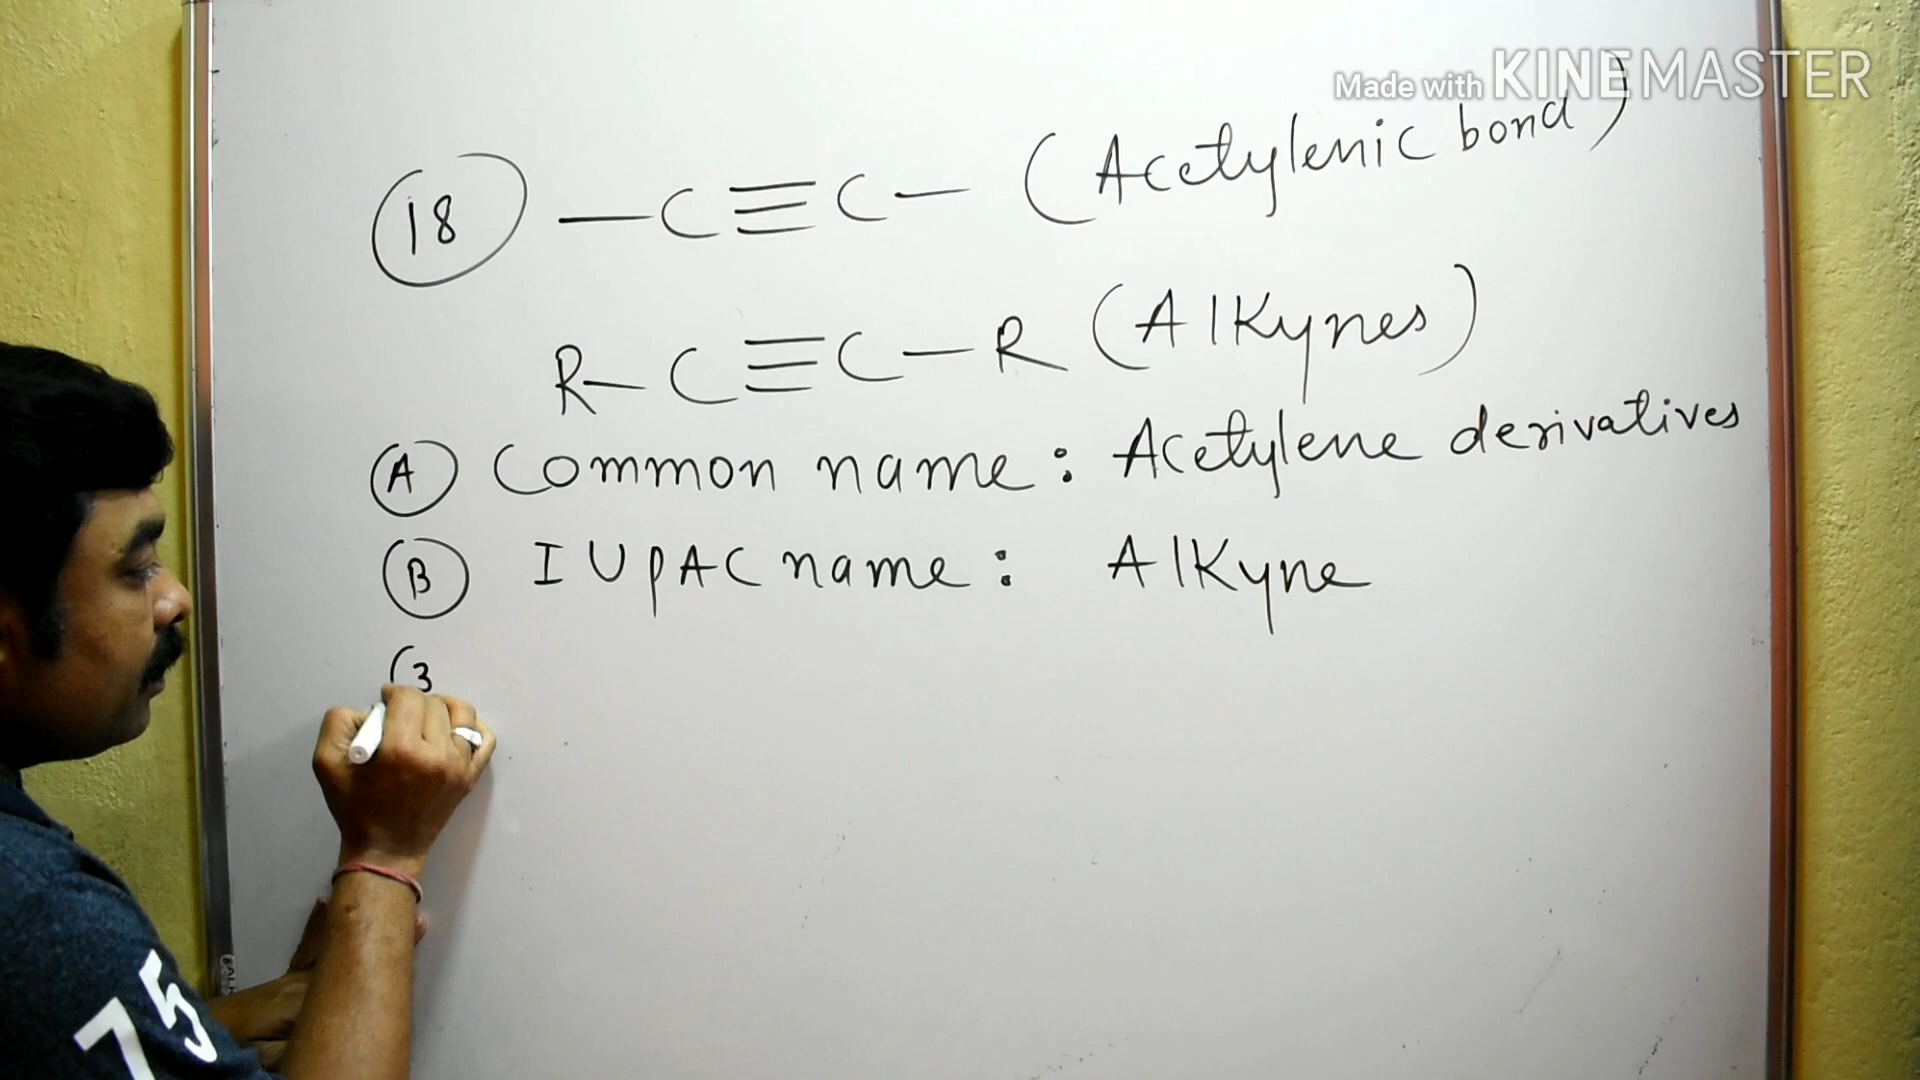 Made with KINEMASTER
18 —C≡C— (Acetylenic bond)
R—C≡C—R (Alkynes)
A Common name: Acetylene derivatives
B IUPAC name: Alkyne
(3
75